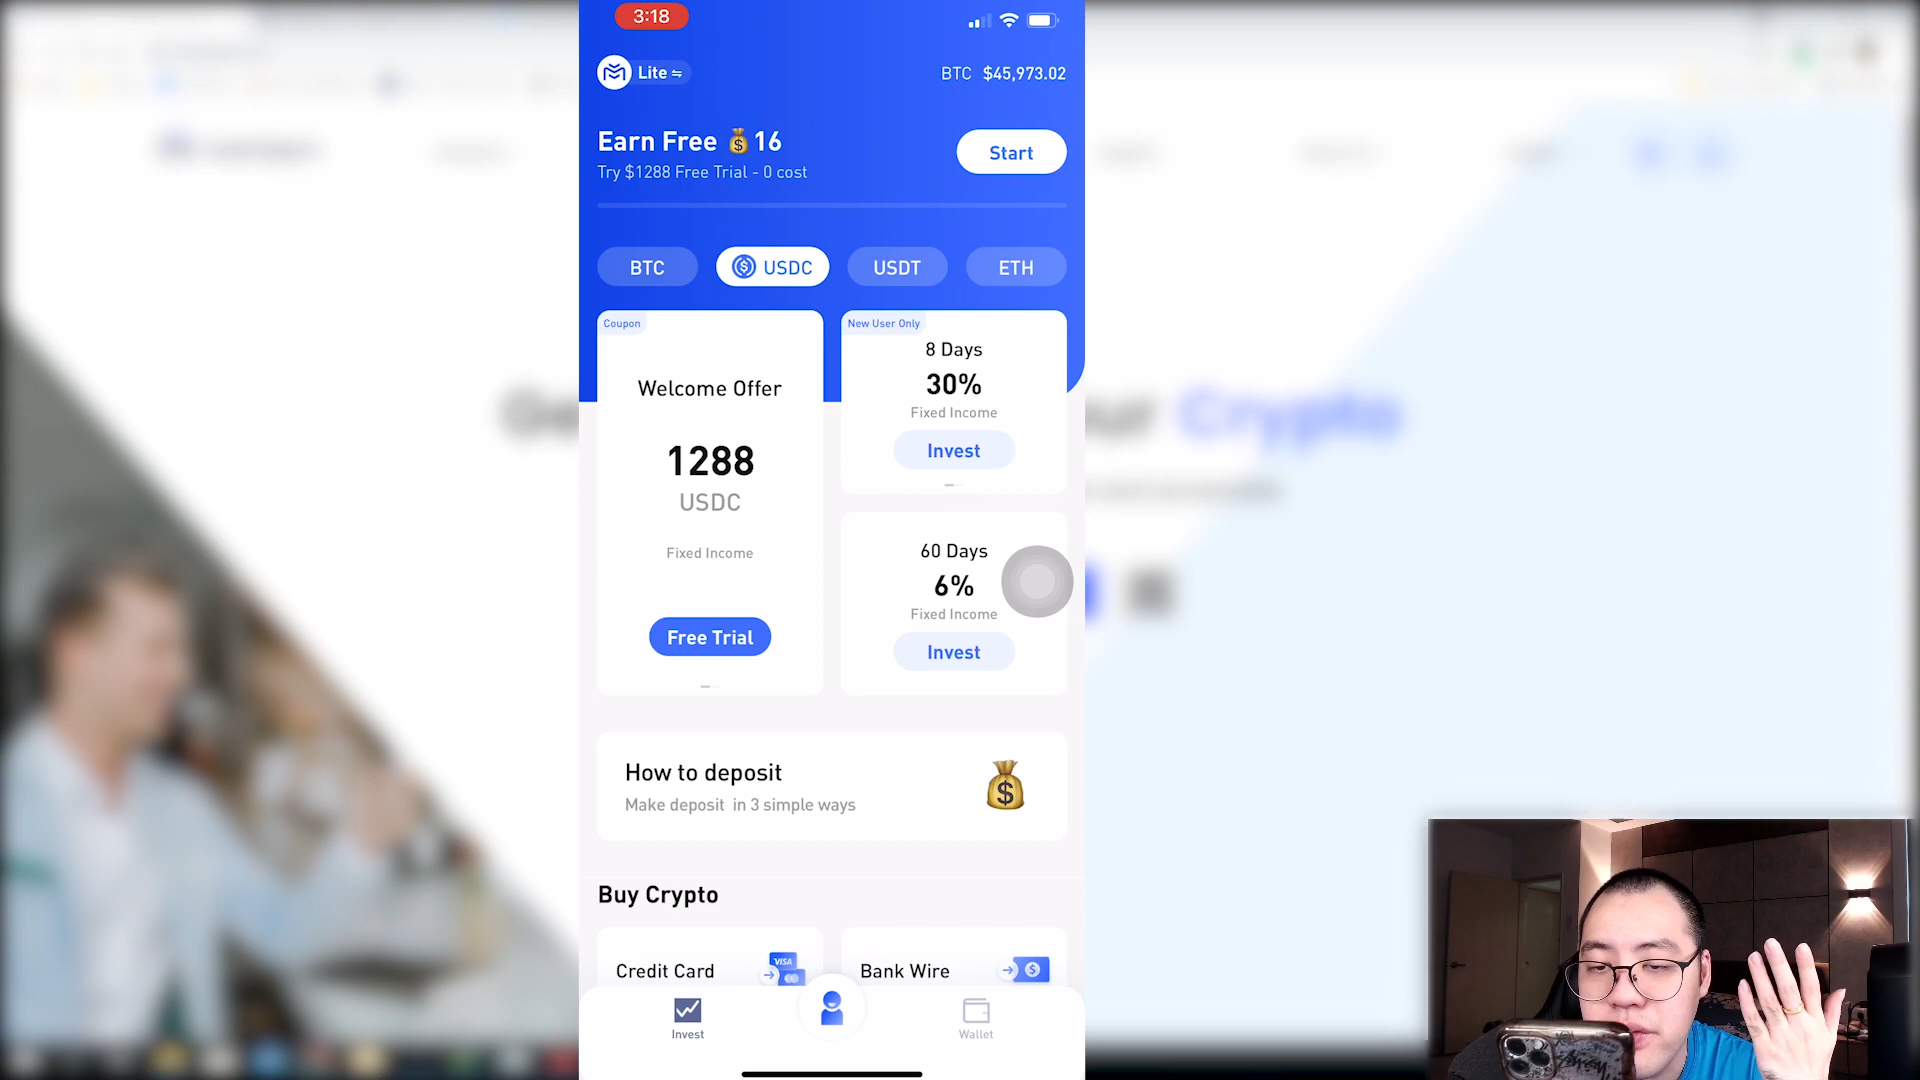 3:18
Lite
BTC $45,973.02
Earn Free 16
Try $1288 Free Trial - 0 cost
Start
BTC
USDC
USDT
ETH
Coupon
Welcome Offer
1288
USDC
Fixed Income
Free Trial
New User Only
8 Days
30%
Fixed Income
Invest
60 Days
6%
Fixed Income
Invest
How to deposit
Make deposit in 3 simple ways
Buy Crypto
Credit Card
VISA
Bank Wire
Invest
Wallet
Crypto